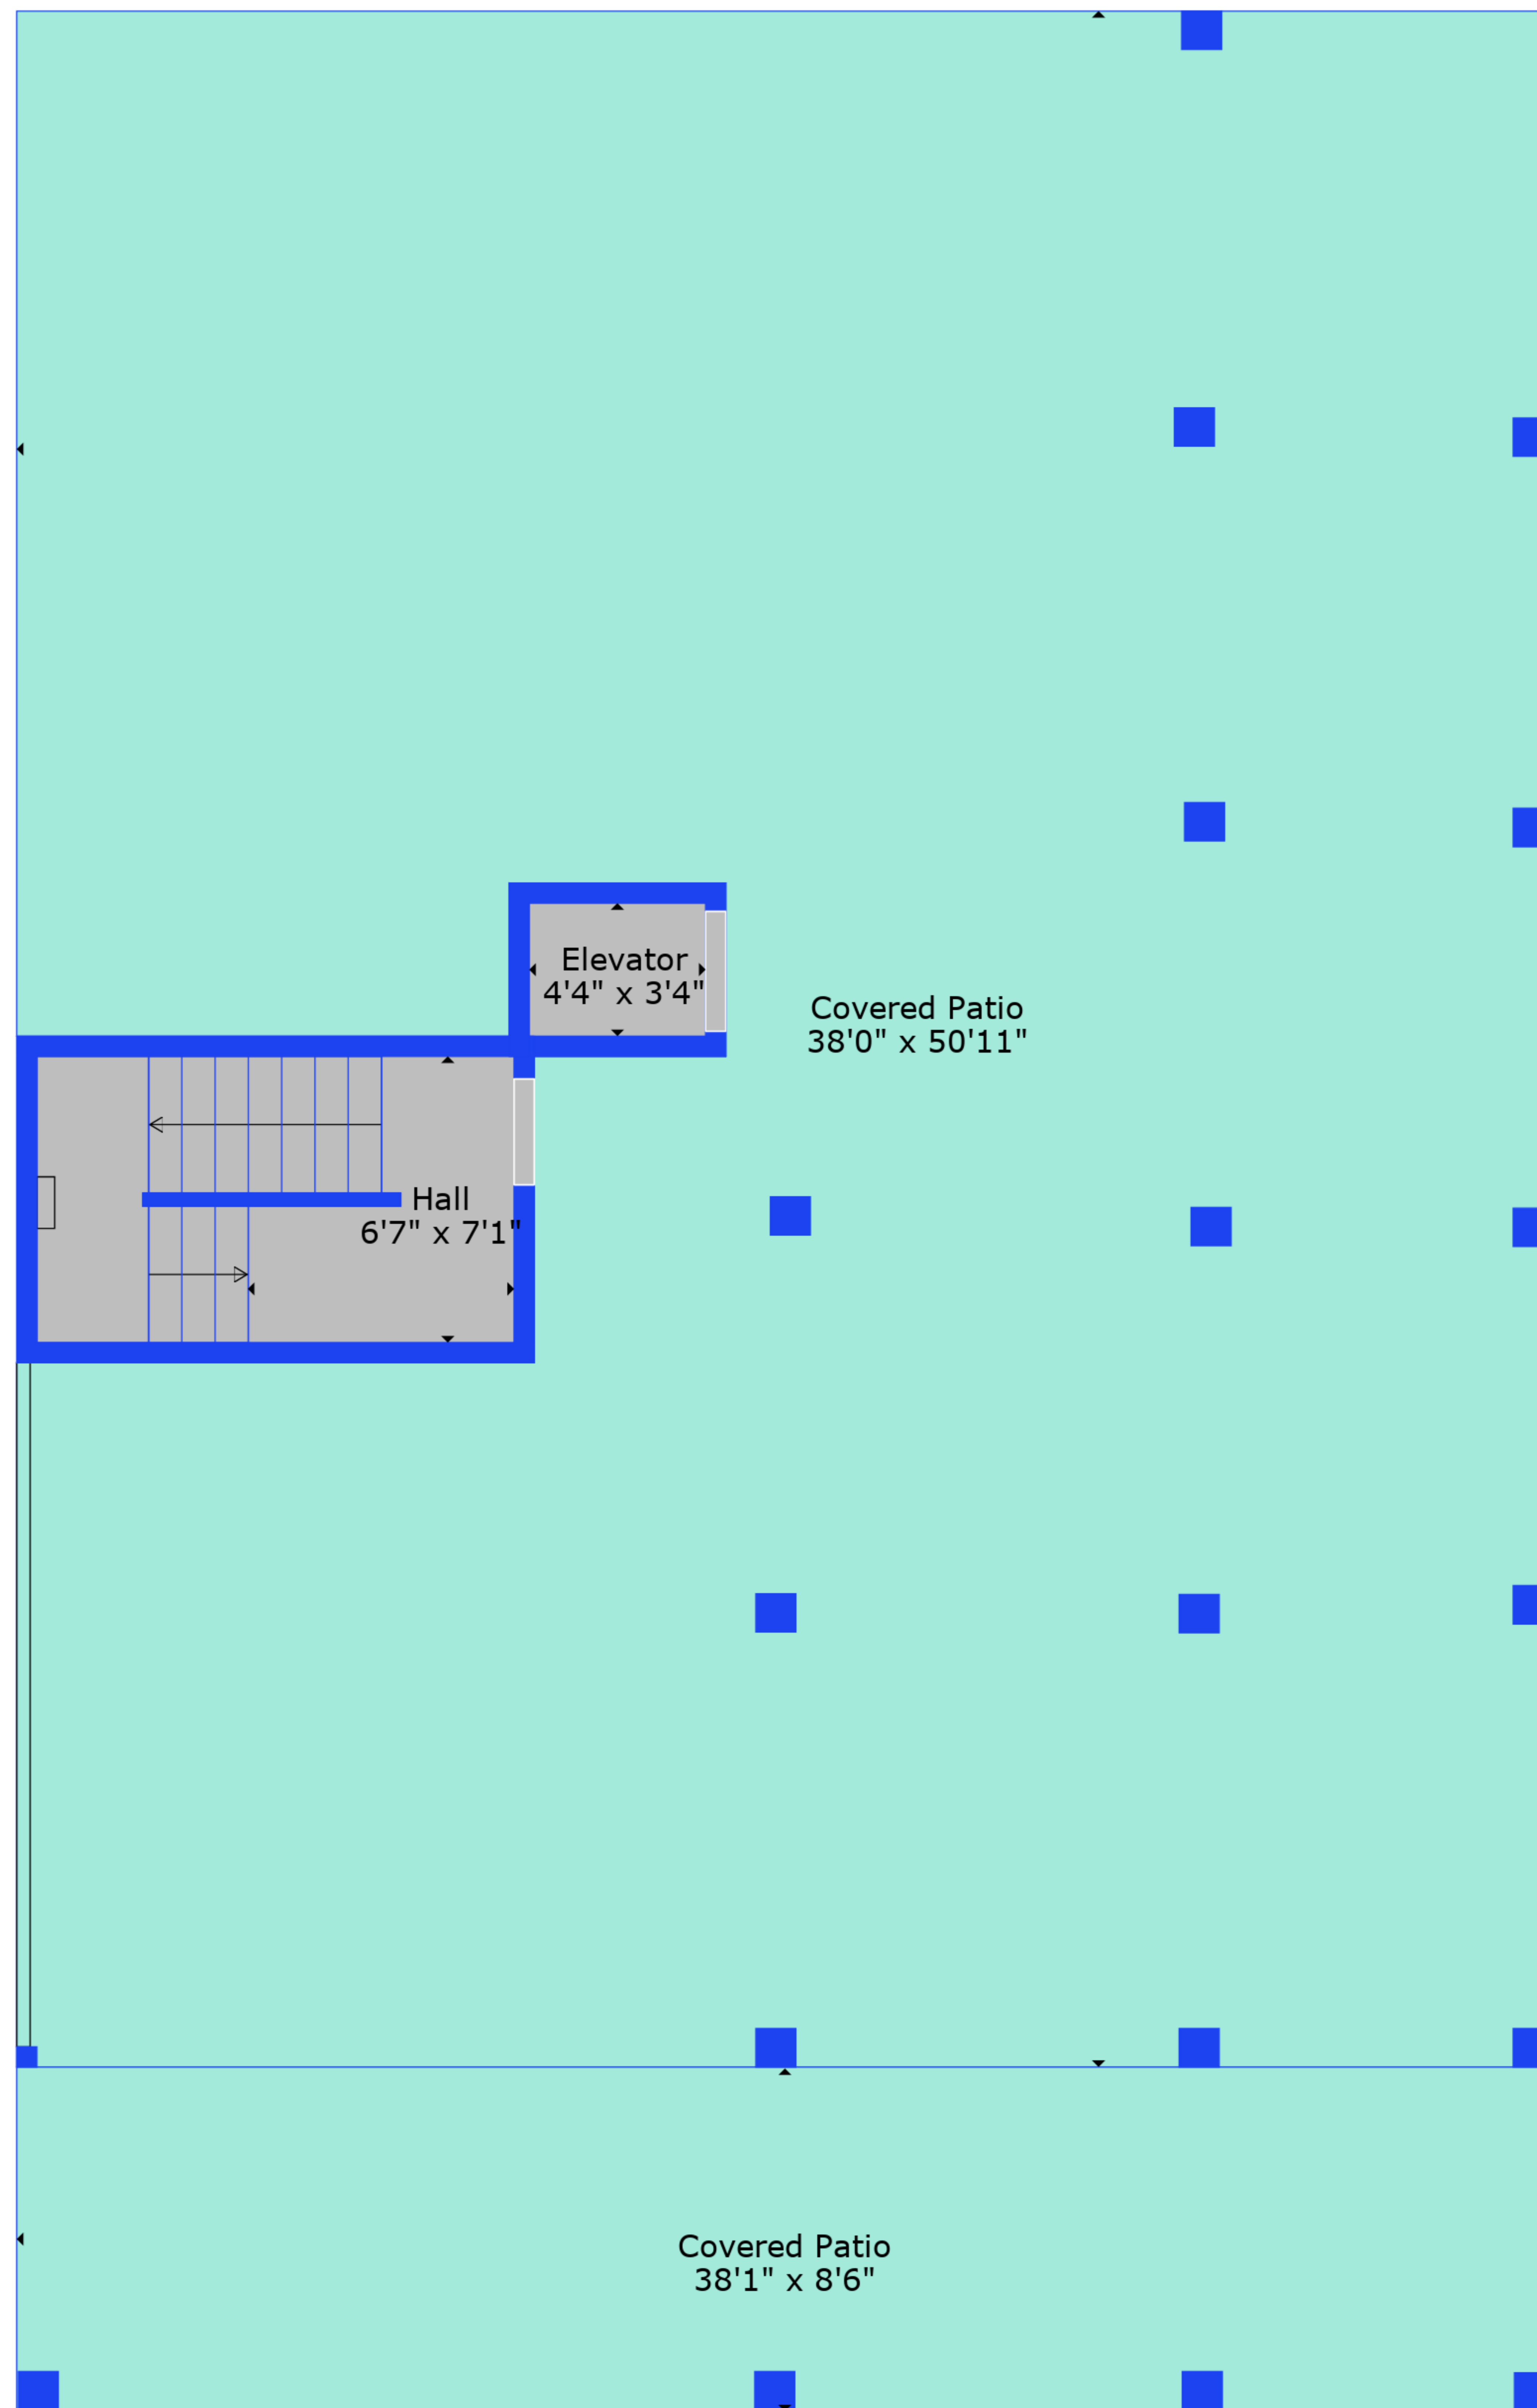 Elevator
4'4" x 3'4"
Covered Patio
38'0" x 50'11"
Hall
6'7" x 7'1"
Covered Patio
38'1" x 8'6"